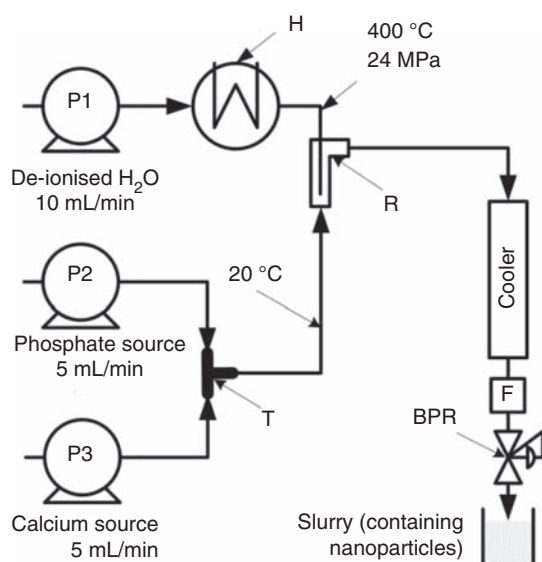 H
400 °C
24 MPa
P1
De-ionised H₂O
10 mL/min
R
P2
20 °C
Cooler
Phosphate source
5 mL/min
F
T
BPR
P3
Calcium source
5 mL/min
Slurry (containing
nanoparticles)